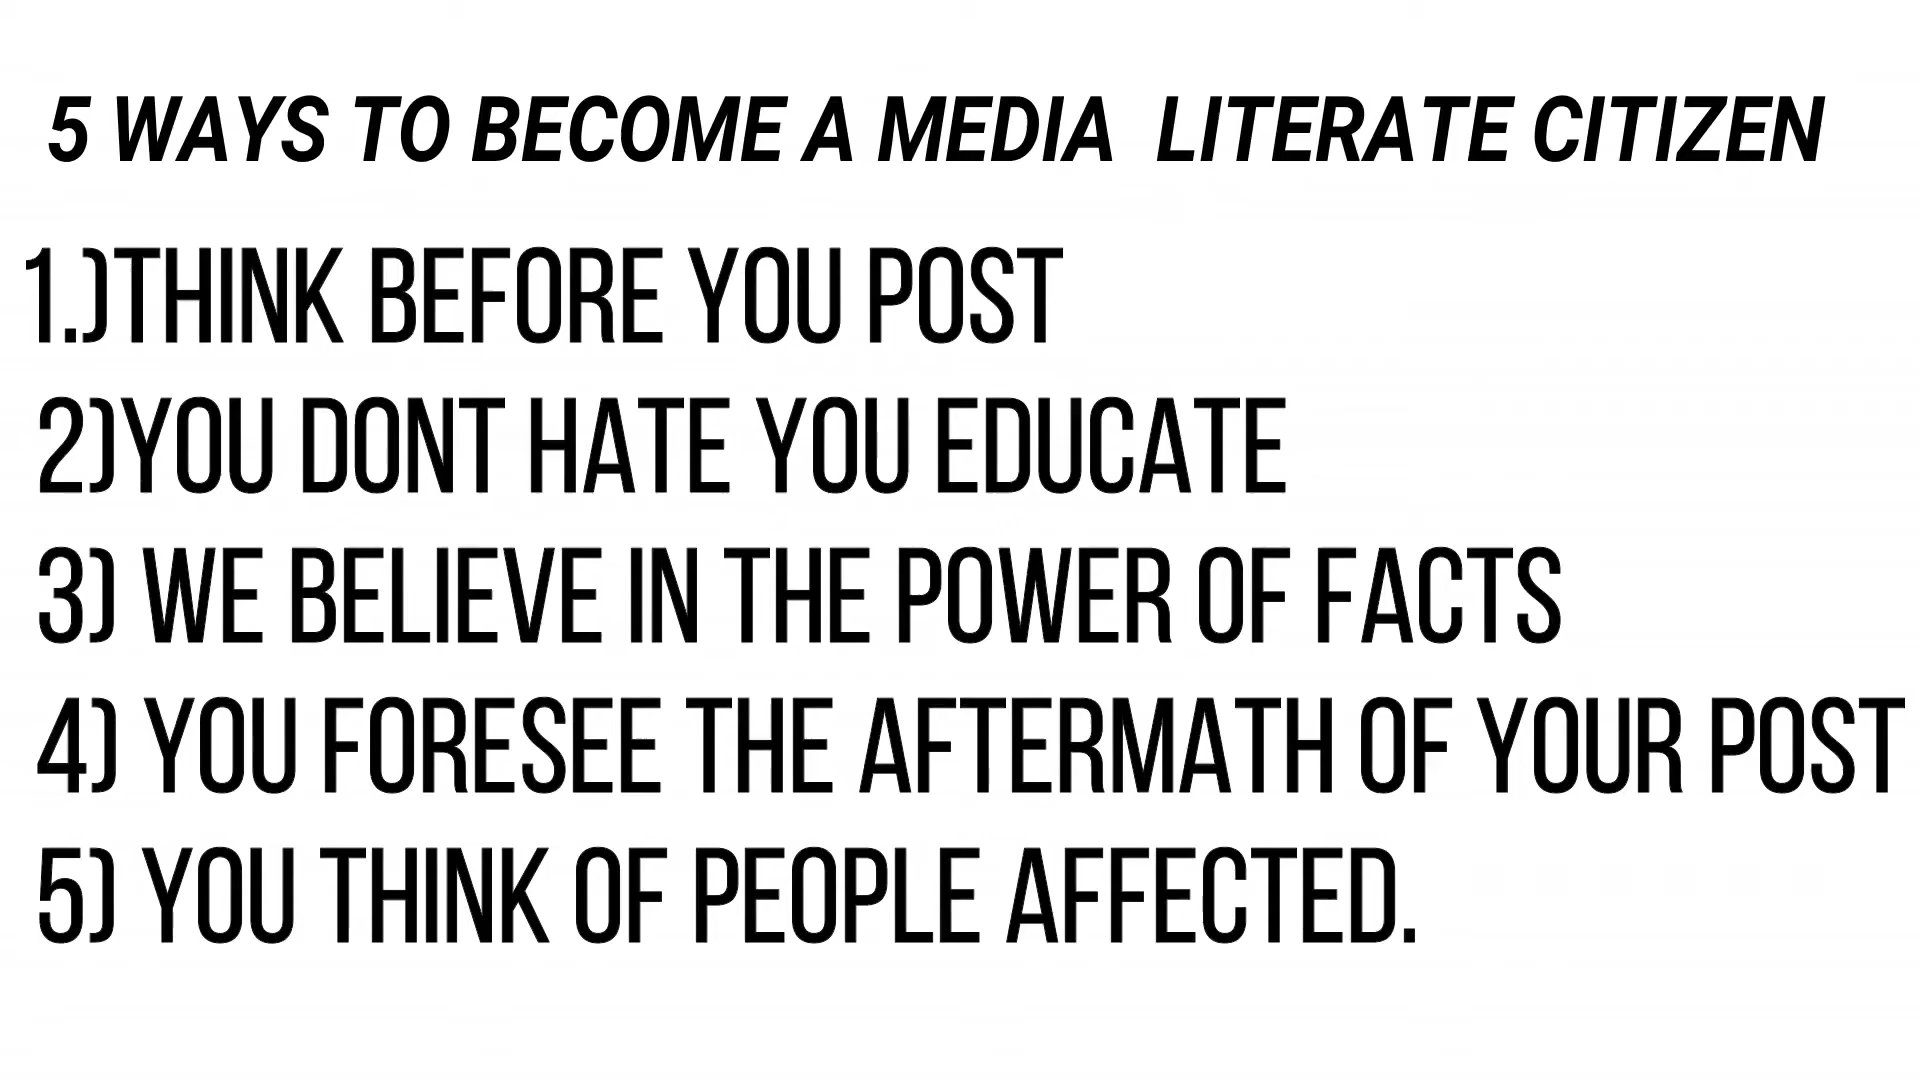 5 WAYS TO BECOME A MEDIA  LITERATE CITIZEN
1.)THINK BEFORE YOU POST
2)YOU DONT HATE YOU EDUCATE
3) WE BELIEVE IN THE POWER OF FACTS
4) YOU FORESEE THE AFTERMATH OF YOUR POST
5) YOU THINK OF PEOPLE AFFECTED.